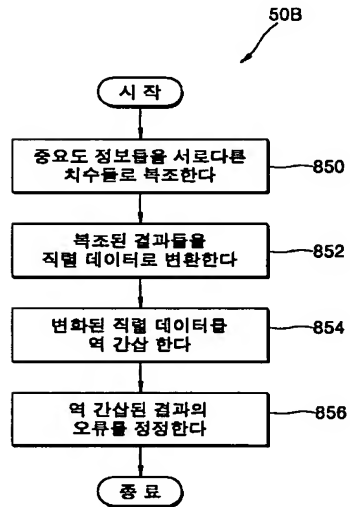 50B
시 작
중요도 정보들을 서로다른
치수들로 복조한다
850
복조된 결과들을
직렬 데이터로 변환한다
852
변화된 직렬 데이터를
역 간삽 한다
854
역 간삽된 결과의
오류를 정정한다
856
종 료